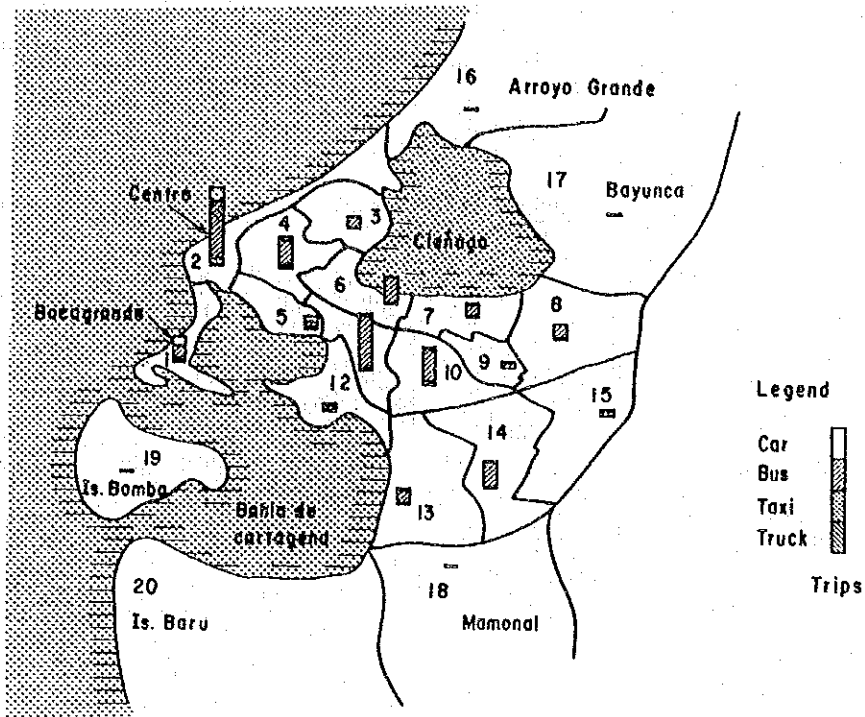 16
Arroyo Grande
17
Bayunca
Centro
3
4
Cienaga
2
6
Bocagrande
5
7
8
1
9
10
12
15
Legend
14
Car
19
Bus
Is. Bomba
Taxi
13
Bahia de
cartagena
Truck
Trips
20
18
Is. Baru
Mamonal